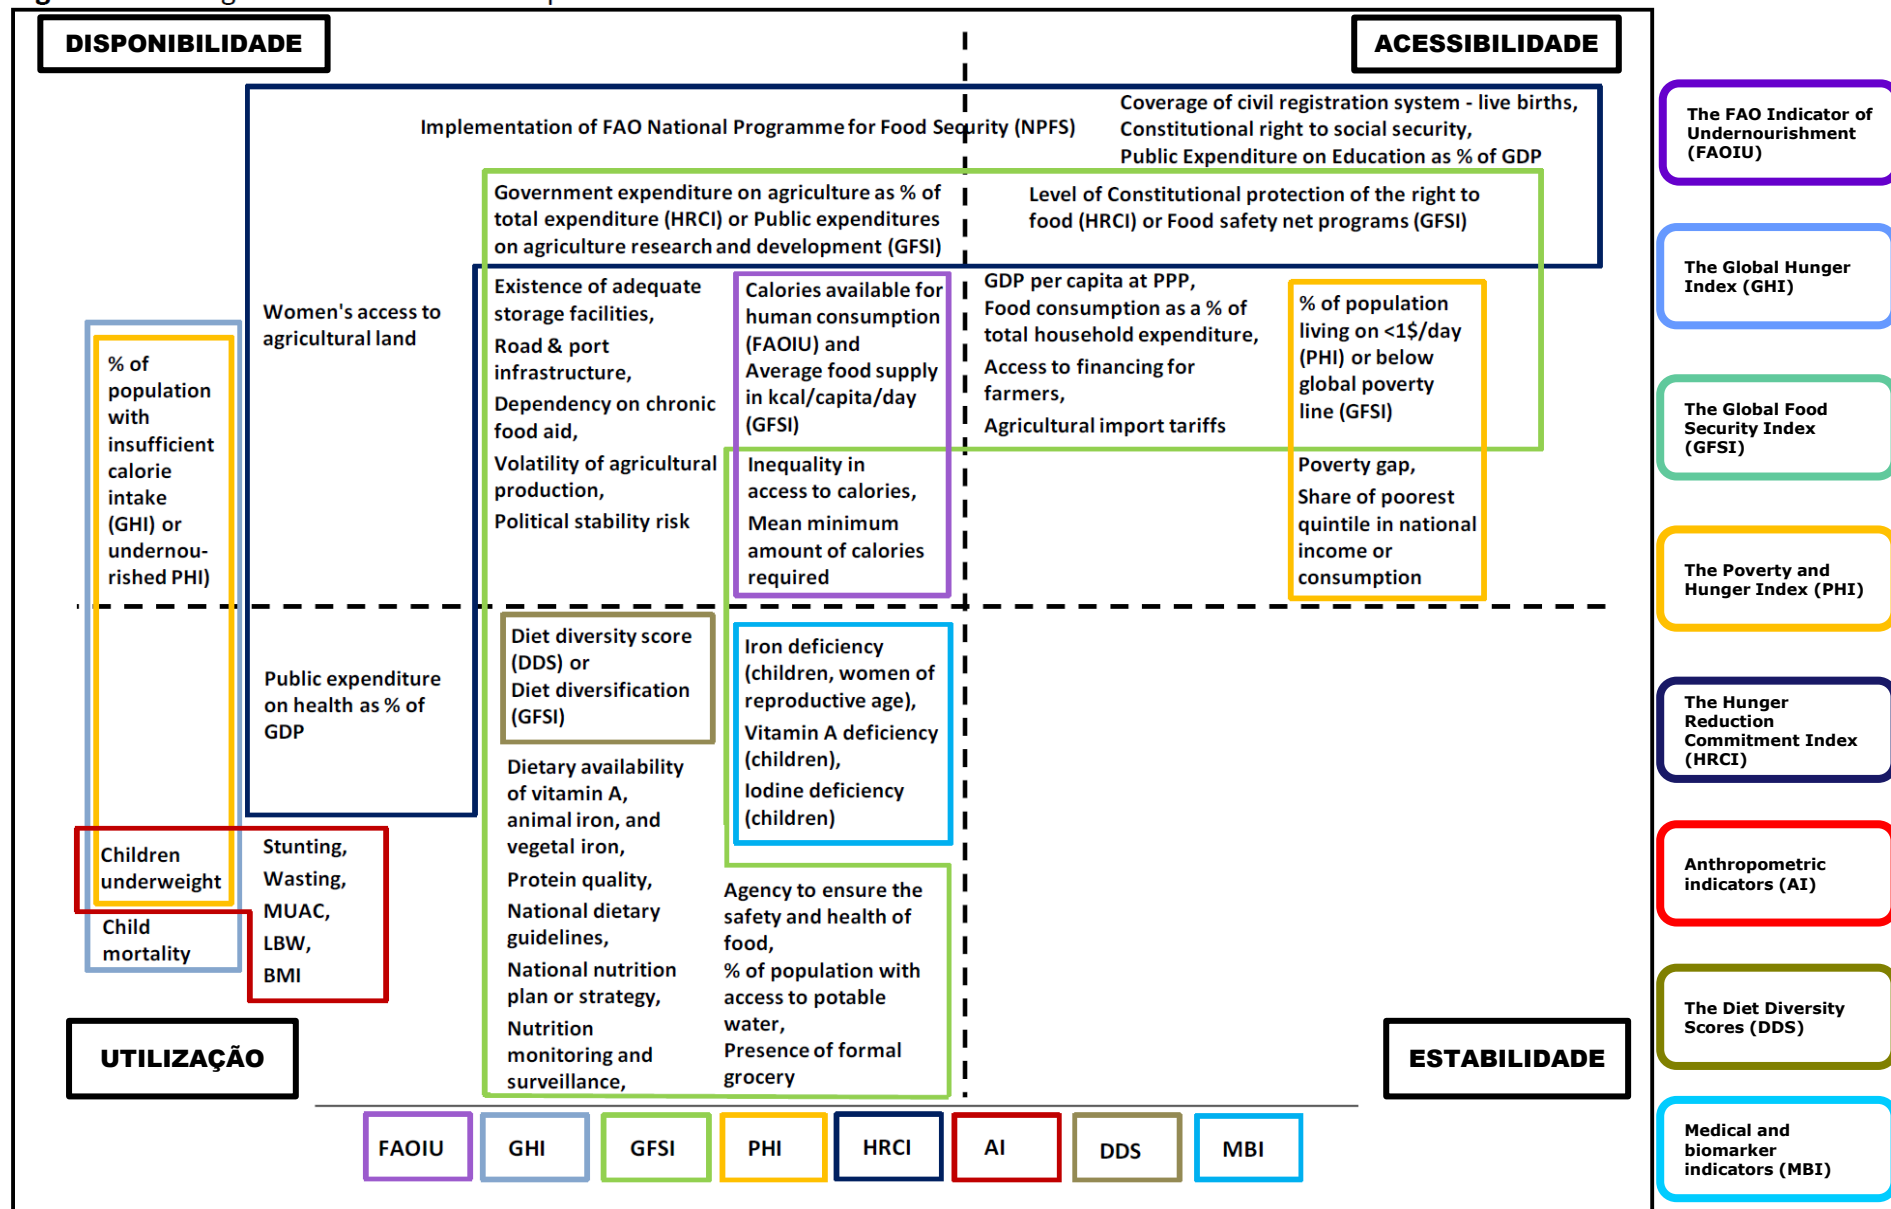 DISPONIBILIDADE
ACESSIBILIDADE
Implementation of FAO National Programme for Food Security (NPFS)
Coverage of civil registration system - live births,
Constitutional right to social security,
Public Expenditure on Education as % of GDP
Government expenditure on agriculture as % of
total expenditure (HRCI) or Public expenditures
on agriculture research and development (GFSI)
Level of Constitutional protection of the right to
food (HRCI) or Food safety net programs (GFSI)
Women's access to
agricultural land
Existence of adequate
storage facilities,
Road & port
infrastructure,
Dependency on chronic
food aid,
Volatility of agricultural
production,
Political stability risk
Calories available for
human consumption
(FAOIU) and
Average food supply
in kcal/capita/day
(GFSI)
Inequality in
access to calories,
Mean minimum
amount of calories
required
GDP per capita at PPP,
Food consumption as a % of
total household expenditure,
Access to financing for
farmers,
Agricultural import tariffs
% of population
living on <1$/day
(PHI) or below
global poverty
line (GFSI)
Poverty gap,
Share of poorest
quintile in national
income or
consumption
% of
population
with
insufficient
calorie
intake
(GHI) or
undernou-
rished PHI)
Public expenditure
on health as % of
GDP
Diet diversity score
(DDS) or
Diet diversification
(GFSI)
Iron deficiency
(children, women of
reproductive age),
Vitamin A deficiency
(children),
Iodine deficiency
(children)
Dietary availability
of vitamin A,
animal iron, and
vegetal iron,
Protein quality,
National dietary
guidelines,
National nutrition
plan or strategy,
Nutrition
monitoring and
surveillance,
Agency to ensure the
safety and health of
food,
% of population with
access to potable
water,
Presence of formal
grocery
Children
underweight
Child
mortality
Stunting,
Wasting,
MUAC,
LBW,
BMI
UTILIZAÇÃO
ESTABILIDADE
FAOIU
GHI
GFSI
PHI
HRCI
AI
DDS
MBI
The FAO Indicator of
Undernourishment
(FAOIU)
The Global Hunger
Index (GHI)
The Global Food
Security Index
(GFSI)
The Poverty and
Hunger Index (PHI)
The Hunger
Reduction
Commitment Index
(HRCI)
Anthropometric
indicators (AI)
The Diet Diversity
Scores (DDS)
Medical and
biomarker
indicators (MBI)